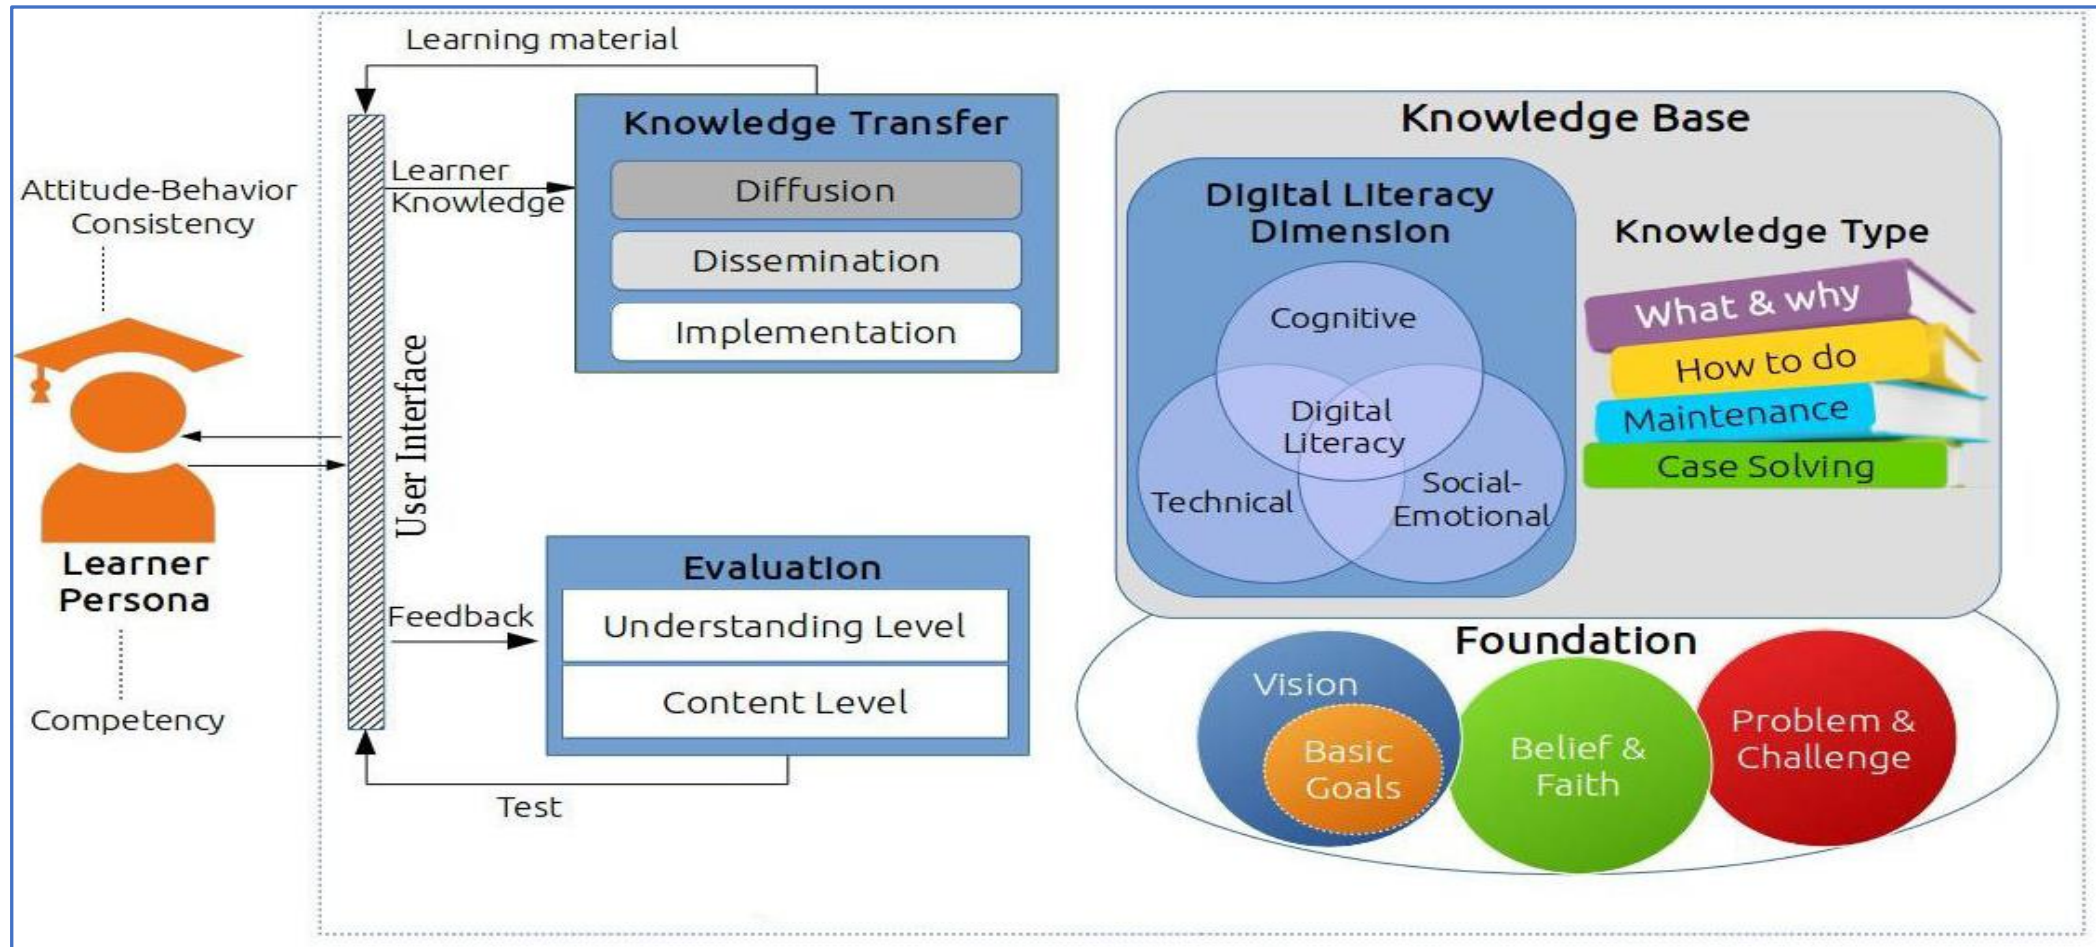 Learning material
Knowledge Transfer
Learner
Knowledge
Diffusion
Dissemination
Implementation
Attitude-Behavior
Consistency
Learner
Persona
Competency
User Interface
Feedback
Evaluation
Understanding Level
Content Level
Test
Knowledge Base
Digital Literacy
Dimension
Cognitive
Digital
Literacy
Technical
Social-
Emotional
Knowledge Type
What & why
How to do
Maintenance
Case Solving
Foundation
Vision
Basic
Goals
Belief &
Faith
Problem &
Challenge